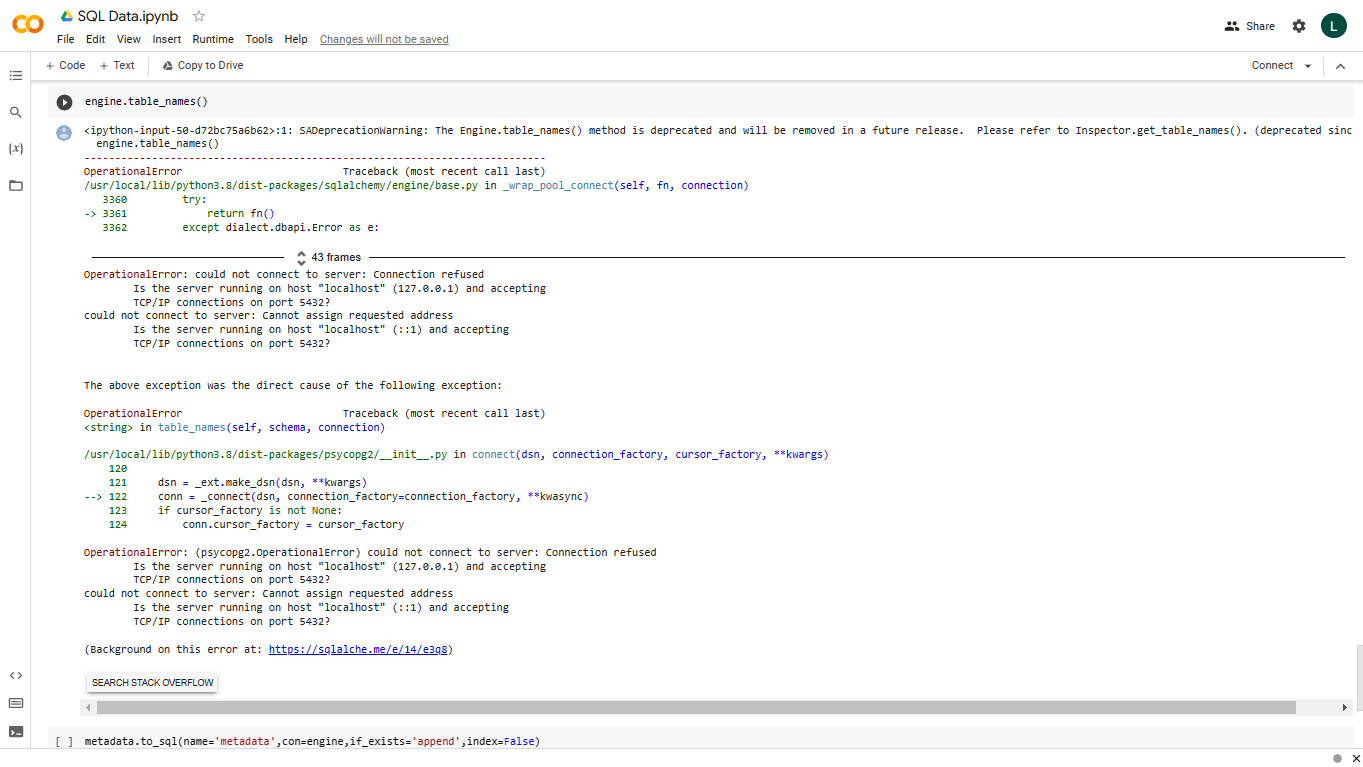 SQL Data.ipynb
File Edit View Insert Runtime Tools Help Changes will not be saved
Share
L
+ Code + Text Copy to Drive
Connect
engine.table_names()
<ipython-input-50-d72bc75a6b62>:1: SADeprecationWarning: The Engine.table_names() method is deprecated and will be removed in a future release.  Please refer to Inspector.get_table_names(). (deprecated sinc
  engine.table_names()
---------------------------------------------------------------------------
OperationalError                          Traceback (most recent call last)
/usr/local/lib/python3.8/dist-packages/sqlalchemy/engine/base.py in _wrap_pool_connect(self, fn, connection)
   3360         try:
-> 3361             return fn()
   3362         except dialect.dbapi.Error as e:
43 frames
OperationalError: could not connect to server: Connection refused
        Is the server running on host "localhost" (127.0.0.1) and accepting
        TCP/IP connections on port 5432?
could not connect to server: Cannot assign requested address
        Is the server running on host "localhost" (::1) and accepting
        TCP/IP connections on port 5432?
The above exception was the direct cause of the following exception:
OperationalError                          Traceback (most recent call last)
<string> in table_names(self, schema, connection)
/usr/local/lib/python3.8/dist-packages/psycopg2/__init__.py in connect(dsn, connection_factory, cursor_factory, **kwargs)
    120
    121     dsn = _ext.make_dsn(dsn, **kwargs)
--> 122     conn = _connect(dsn, connection_factory=connection_factory, **kwasync)
    123     if cursor_factory is not None:
    124         conn.cursor_factory = cursor_factory
OperationalError: (psycopg2.OperationalError) could not connect to server: Connection refused
        Is the server running on host "localhost" (127.0.0.1) and accepting
        TCP/IP connections on port 5432?
could not connect to server: Cannot assign requested address
        Is the server running on host "localhost" (::1) and accepting
        TCP/IP connections on port 5432?
(Background on this error at: https://sqlalche.me/e/14/e3q8)
SEARCH STACK OVERFLOW
[ ] metadata.to_sql(name='metadata',con=engine,if_exists='append',index=False)